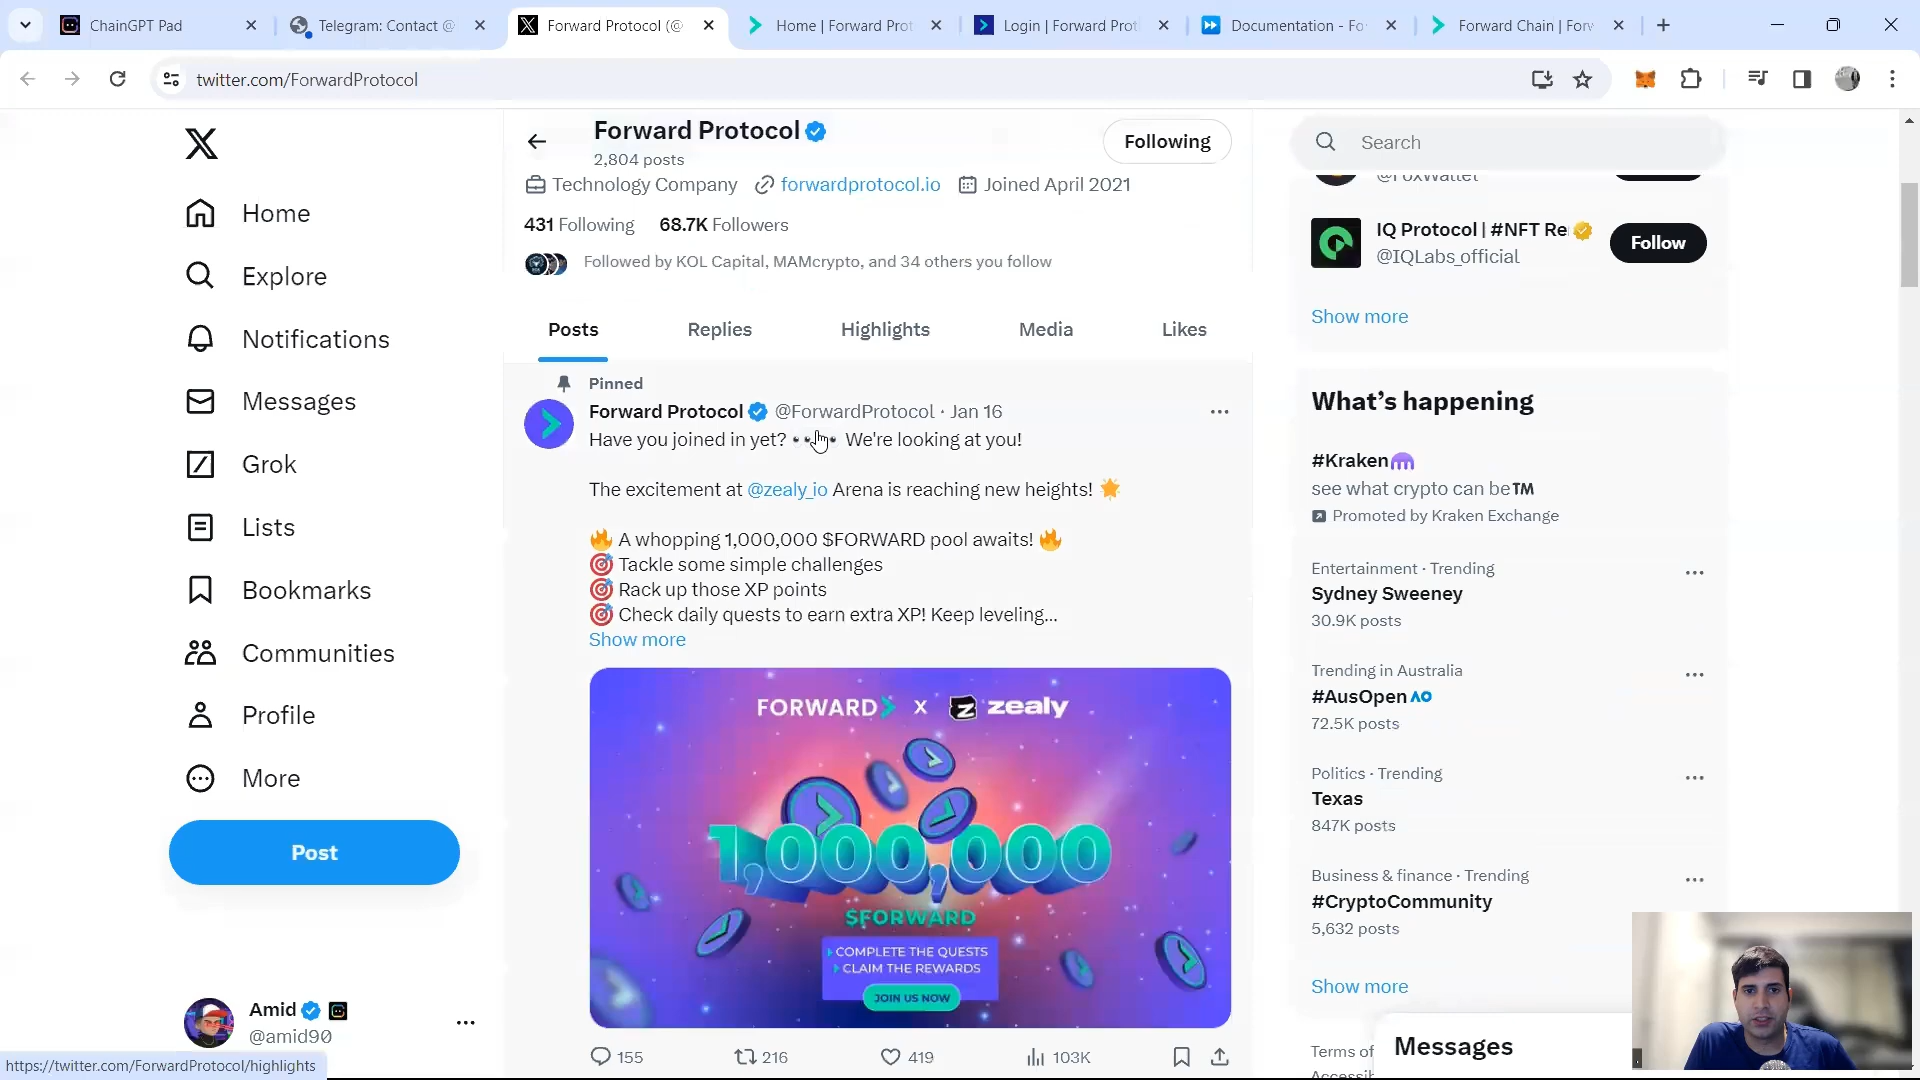 ChainGPT Pad
Telegram: Contact @
Forward Protocol (@
Home | Forward Prot
Login | Forward Prot
Documentation - Fo
Forward Chain | Forw
twitter.com/ForwardProtocol
Home
Explore
Notifications
Messages
Grok
Lists
Bookmarks
Communities
Profile
More
Post
Amid
@amid90
https://twitter.com/ForwardProtocol/highlights
Forward Protocol
2,804 posts
Following
Technology Company forwardprotocol.io Joined April 2021
431 Following 68.7K Followers
Followed by KOL Capital, MAMcrypto, and 34 others you follow
Posts Replies Highlights Media Likes
Pinned
Forward Protocol @ForwardProtocol · Jan 16
Have you joined in yet? 👀 We're looking at you!
The excitement at @zealy_io Arena is reaching new heights! 🌟
🔥 A whopping 1,000,000 $FORWARD pool awaits! 🔥
🎯 Tackle some simple challenges
🎯 Rack up those XP points
🎯 Check daily quests to earn extra XP! Keep leveling...
Show more
FORWARD X zealy
1,000,000
$FORWARD
COMPLETE THE QUESTS
CLAIM THE REWARDS
JOIN US NOW
155 216 419 103K
Search
@FoxWallet
IQ Protocol | #NFT Re
@IQLabs_official
Follow
Show more
What's happening
#Kraken
see what crypto can be™
Promoted by Kraken Exchange
Entertainment · Trending
Sydney Sweeney
30.9K posts
Trending in Australia
#AusOpen AO
72.5K posts
Politics · Trending
Texas
847K posts
Business & finance · Trending
#CryptoCommunity
5,632 posts
Show more
Terms of
Messages